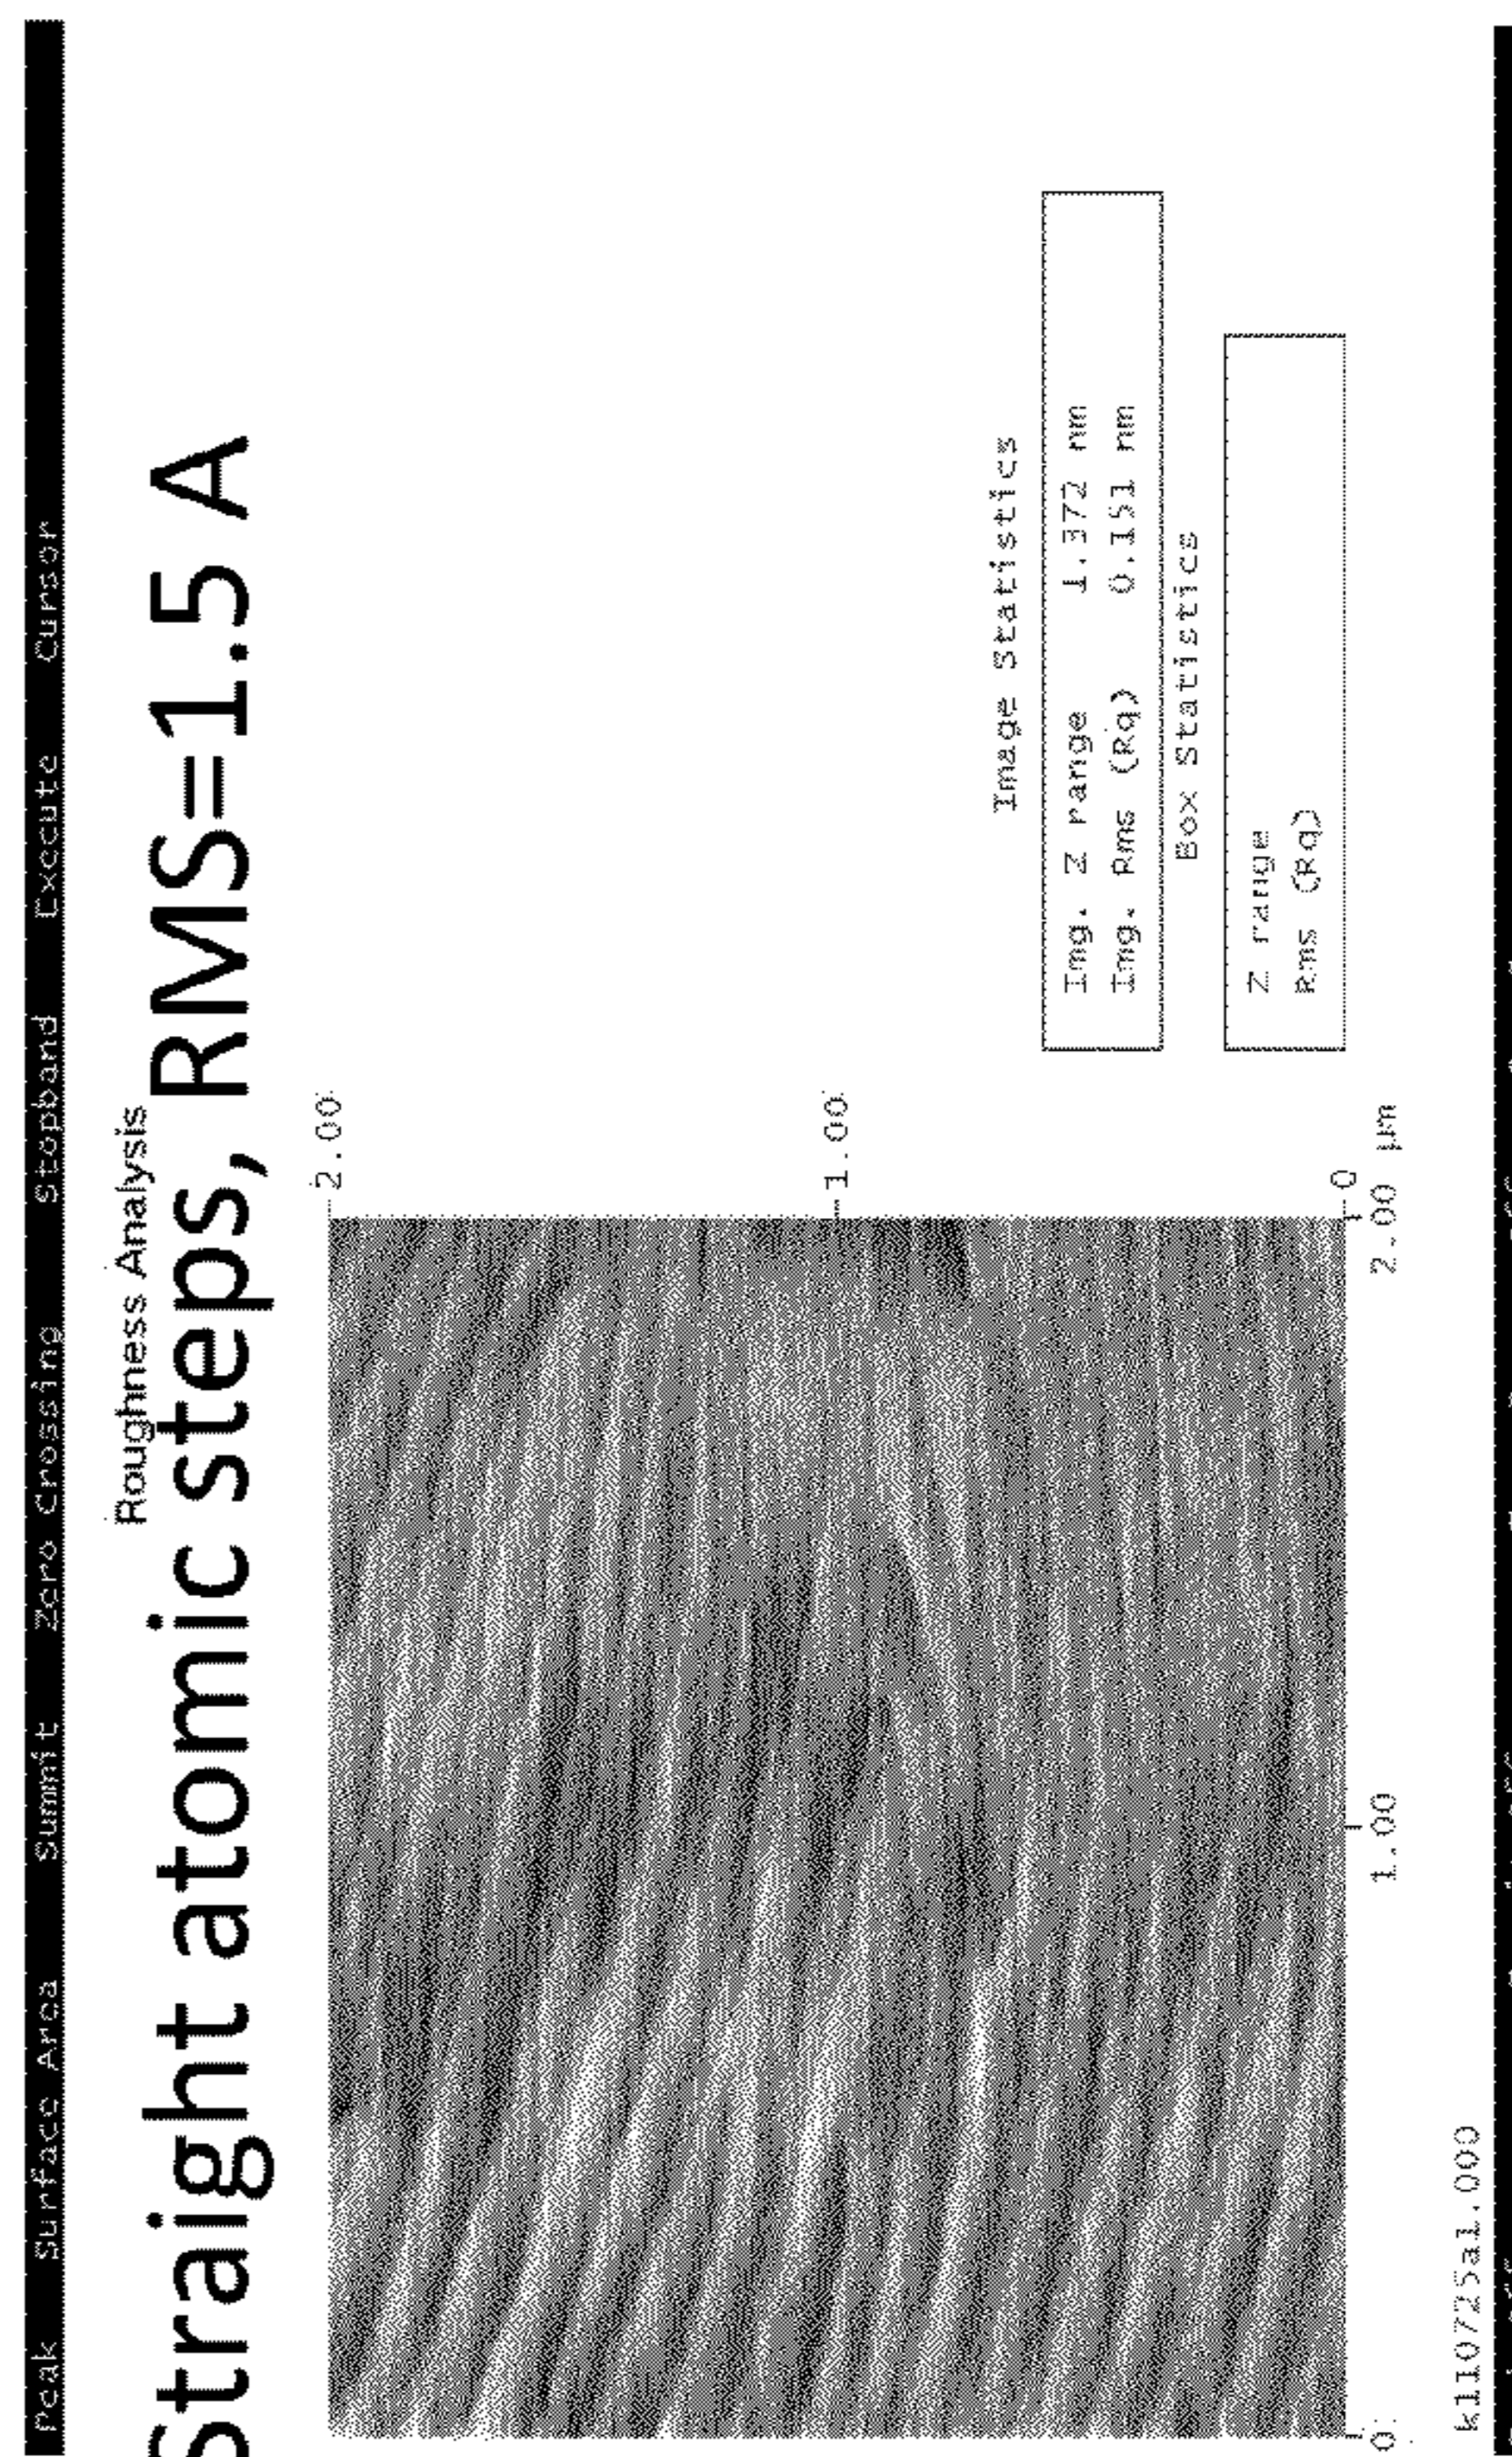 Peak Surface Area Summit Zero Crossing Stopband Execute Cursor
Roughness Analysis
Straight atomic steps, RMS=1.5 A
2.00
1.00
0
0 1.00 2.00 µm
Image Statistics
Img. Z range 1.372 nm
Img. Rms (Rq) 0.151 nm
Box Statistics
Z range
Rms (Rq)
k110725a1.000